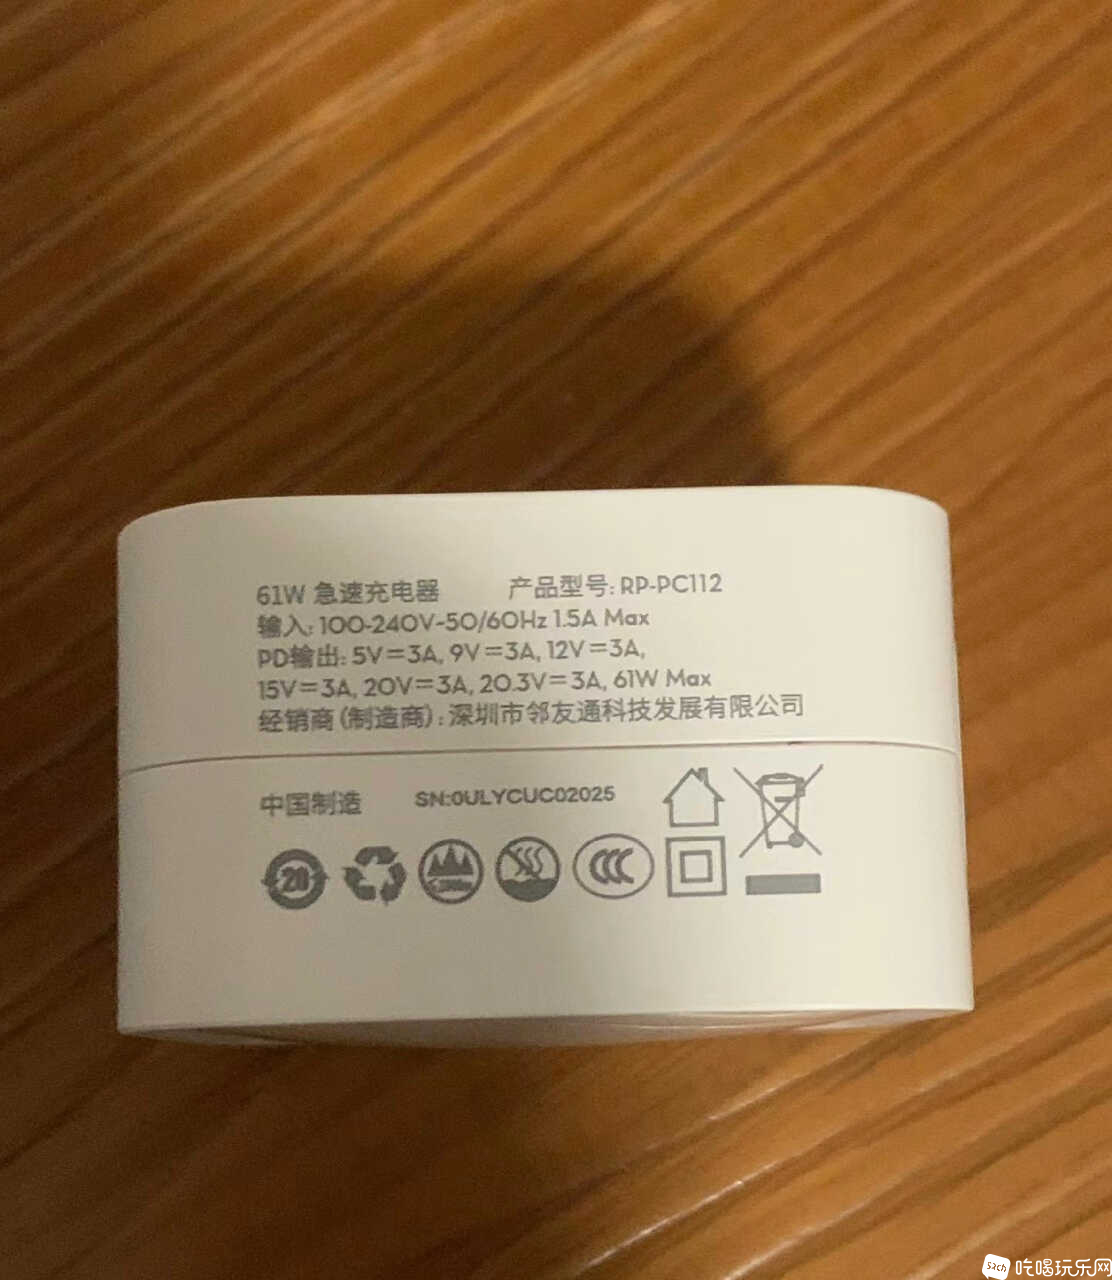 61W 急速充电器 产品型号: RP-PC112
输入: 100-240V~50/60Hz 1.5A Max
PD输出: 5V=3A, 9V=3A, 12V=3A,
15V=3A, 20V=3A, 20.3V=3A, 61W Max
经销商 (制造商) : 深圳市邻友通科技发展有限公司
中国制造 SN:0ULYCUC02025
20
CCC
吃喝玩乐网